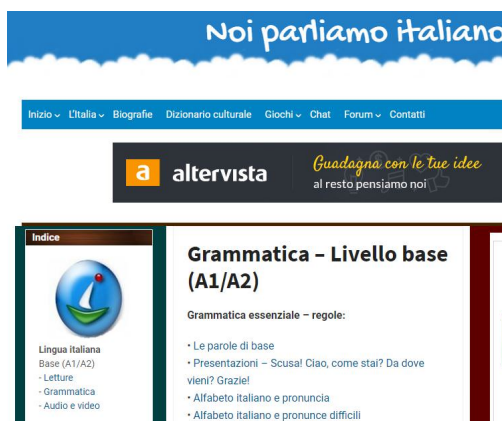 Noi parliamo italiano
Inizio L'Italia Biografie Dizionario culturale Giochi Chat Forum Contatti
a altervista
Guadagna con le tue idee
al resto pensiamo noi
Indice
Lingua italiana
Base (A1/A2)
- Letture
- Grammatica
- Audio e video
Grammatica – Livello base
(A1/A2)
Grammatica essenziale – regole:
• Le parole di base
• Presentazioni – Scusa! Ciao, come stai? Da dove
vieni? Grazie!
• Alfabeto italiano e pronuncia
• Alfabeto italiano e pronunce difficili